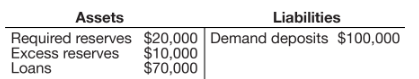 Assets Liabilities
Required reserves $20,000 Demand deposits $100,000
Excess reserves $10,000
Loans $70,000